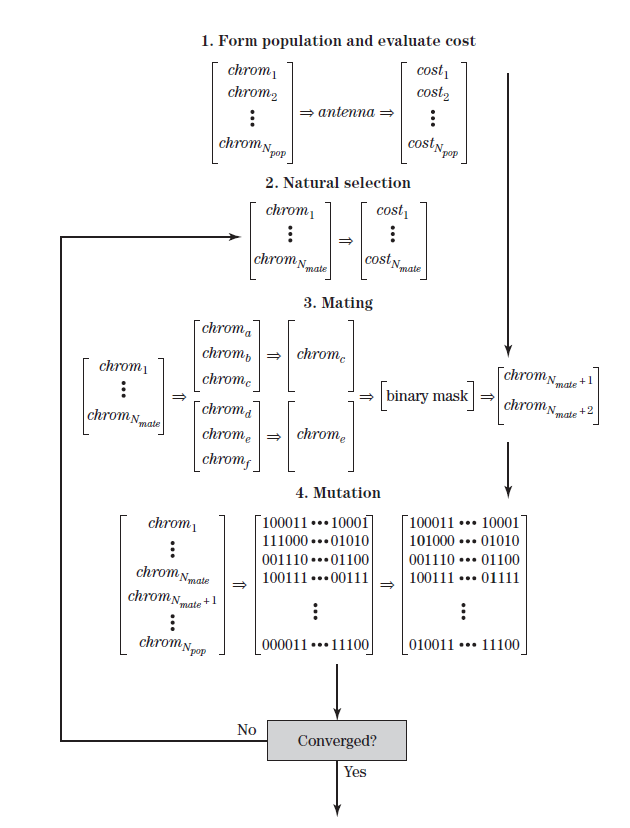 1. Form population and evaluate cost
chrom1 cost1
chrom2 cost2
⋮ ⇒ antenna ⇒ ⋮
chromNpop costNpop
2. Natural selection
chrom1 cost1
⋮ ⇒ ⋮
chromNmate costNmate
3. Mating
chroma
chromb ⇒ chromc
chromc
chrom1
⋮ ⇒
chromNmate
chromd
chrome ⇒ chrome
chromf
⇒ binary mask ⇒
chromNmate+1
chromNmate+2
4. Mutation
chrom1
⋮
chromNmate
chromNmate+1
⋮
chromNpop
⇒
100011•••10001
111000•••01010
001110•••01100
100111•••00111
⋮
000011•••11100
⇒
100011 ••• 10001
101000 ••• 01010
001110 ••• 01100
100111 ••• 01111
⋮
010011 ••• 11100
No
Converged?
Yes